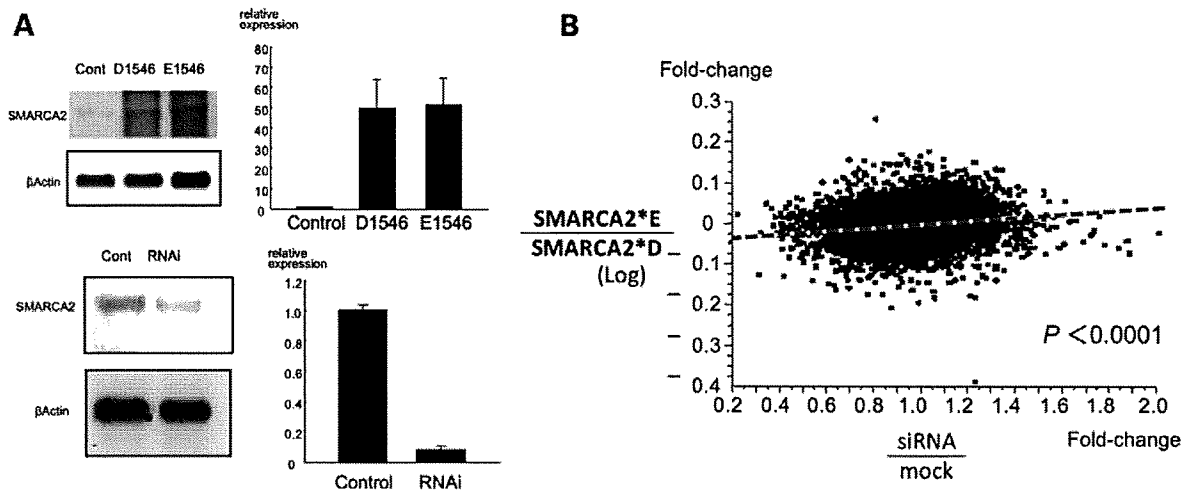 A
relative
expression
Cont D1546 E1546
SMARCA2
βActin
80
70
60
50
40
30
20
10
0
Control D1546 E1546
Cont RNAi
SMARCA2
βActin
relative
expression
1.2
1.0
0.8
0.6
0.4
0.2
0
Control RNAi
B
Fold-change
0.3
0.2
0.1
0
– 0.1
– 0.2
– 0.3
– 0.4
SMARCA2*E
SMARCA2*D
(Log)
P <0.0001
0.2 0.4 0.6 0.8 1.0 1.2 1.4 1.6 1.8 2.0
siRNA
mock
Fold-change